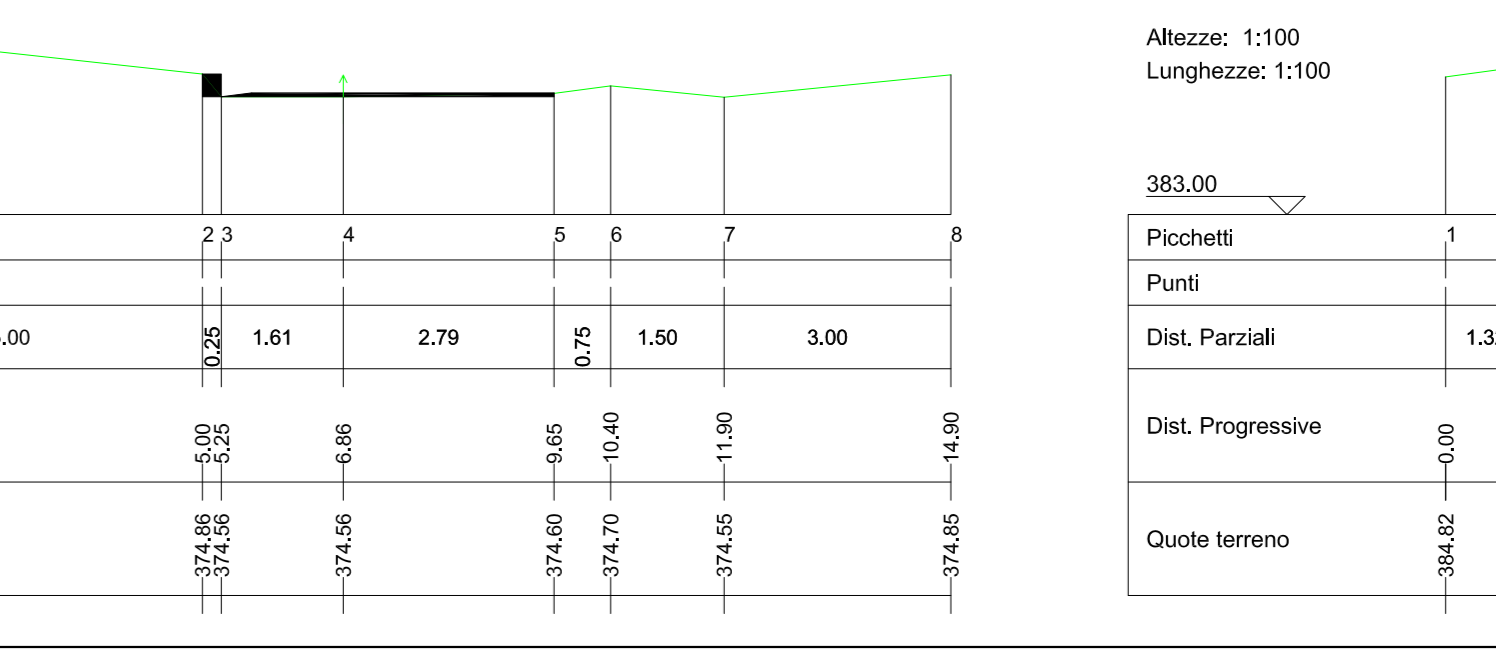 Altezze: 1:100
Lunghezze: 1:100
383.00
2 3 4 5 6 7 8
Picchetti 1
Punti
.00 0.25 1.61 2.79 0.75 1.50 3.00
Dist. Parziali 1.3
5.00 5.25 6.86 9.65 10.40 11.90 14.90
Dist. Progressive 0.00
374.86 374.56 374.56 374.60 374.70 374.55 374.85
Quote terreno 384.82